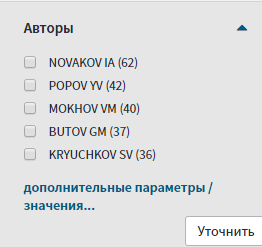 Авторы
NOVAKOV IA (62)
POPOV YV (42)
MOKHOV VM (40)
BUTOV GM (37)
KRYUCHKOV SV (36)
дополнительные параметры /
значения...
Уточнить